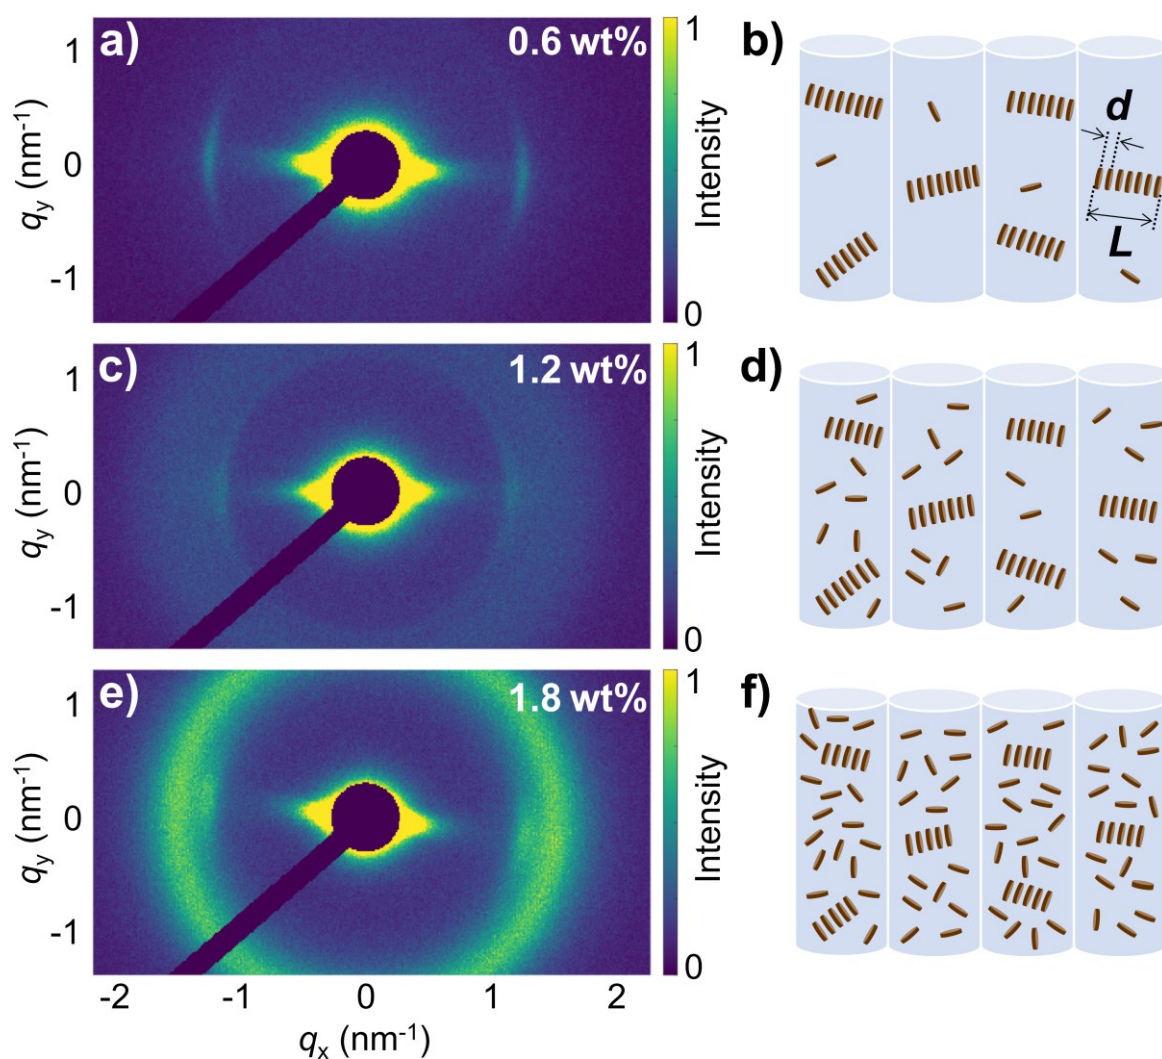 a)
0.6 wt%
1
0
-1
qy (nm-1)
1
Intensity
0
b)
d
L
c)
1.2 wt%
1
0
-1
qy (nm-1)
1
Intensity
0
d)
e)
1.8 wt%
1
0
-1
qy (nm-1)
1
Intensity
0
f)
-2 -1 0 1 2
qx (nm-1)